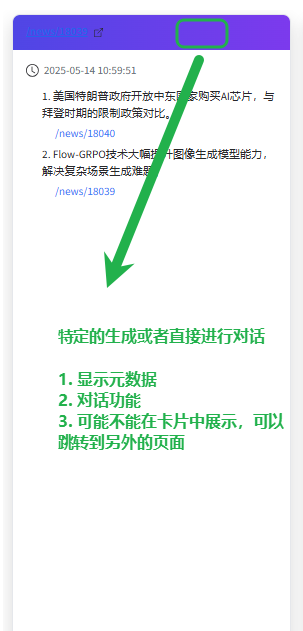 /news/18039
2025-05-14 10:59:51
1. 美国特朗普政府开放中东国家购买AI芯片，与
拜登时期的限制政策对比。
/news/18040
2. Flow-GRPO技术大幅提升图像生成模型能力，
解决复杂场景生成难题
/news/18039
特定的生成或者直接进行对话
1. 显示元数据
2. 对话功能
3. 可能不能在卡片中展示，可以
跳转到另外的页面